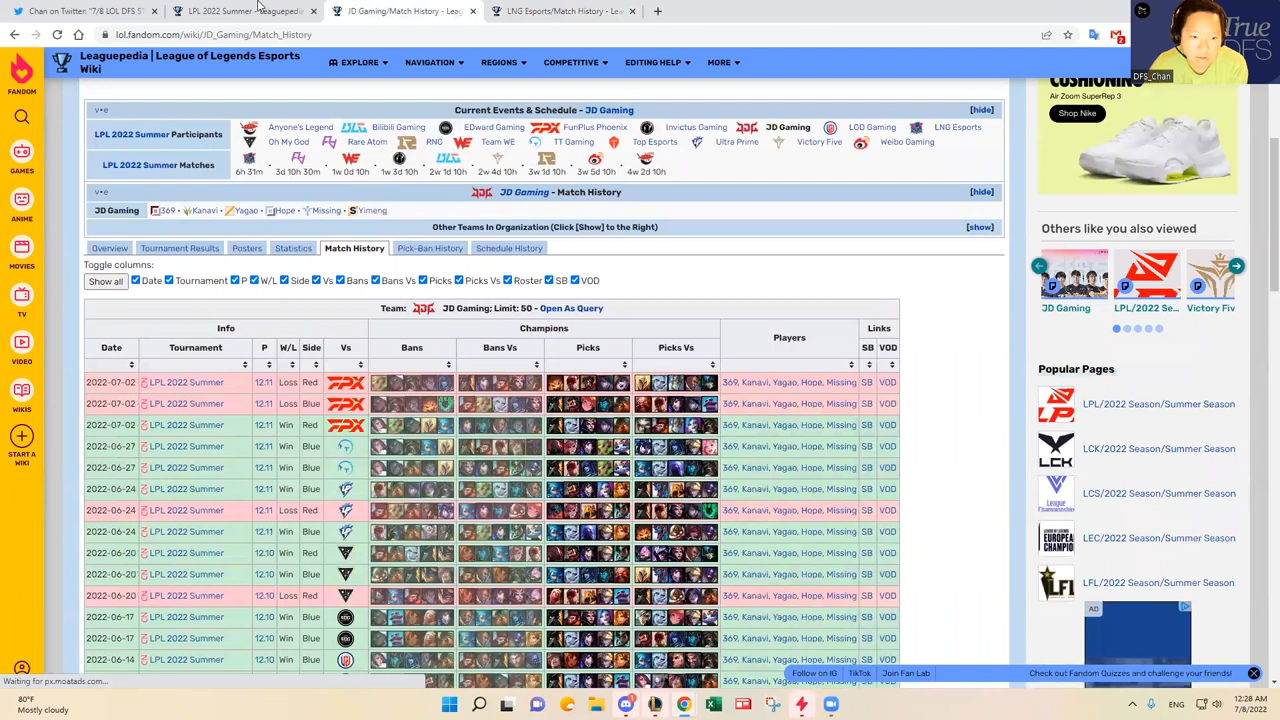 Chan on Twitter: "7/8 LOL DFS ST
LPL 2022 Summer - Leaguepedia
JD Gaming/Match History - Leag
LNG Esports/Match History - Lea
lol.fandom.com/wiki/JD_Gaming/Match_History
2
True
DFS
DFS_Chan
FANDOM
GAMES
ANIME
MOVIES
TV
VIDEO
WIKIS
START A
WIKI
Leaguepedia | League of Legends Esports
Wiki
EXPLORE
NAVIGATION
REGIONS
COMPETITIVE
EDITING HELP
MORE
v•e Current Events & Schedule - JD Gaming [hide]
LPL 2022 Summer Participants
Anyone's Legend Bilibili Gaming EDward Gaming FunPlus Phoenix Invictus Gaming JD Gaming LGD Gaming LNG Esports
Oh My God Rare Atom RNG Team WE TT Gaming Top Esports Ultra Prime Victory Five Weibo Gaming
LPL 2022 Summer Matches
6h 31m 3d 10h 30m 1w 0d 10h 1w 3d 10h 2w 1d 10h 2w 4d 10h 3w 1d 10h 3w 5d 10h 4w 2d 10h
v•e JD Gaming - Match History [hide]
JD Gaming 369 • Kanavi • Yagao • Hope • Missing • Yimeng
Other Teams In Organization (Click [Show] to the Right) [show]
Overview Tournament Results Posters Statistics Match History Pick-Ban History Schedule History
Toggle columns:
Show all Date Tournament P W/L Side Vs Bans Bans Vs Picks Picks Vs Roster SB VOD
Team: JD Gaming; Limit: 50 - Open As Query
Info Champions Players Links
Date Tournament P W/L Side Vs Bans Bans Vs Picks Picks Vs SB VOD
2022-07-02 LPL 2022 Summer 12.11 Loss Red FPX 369, Kanavi, Yagao, Hope, Missing SB VOD
2022-07-02 LPL 2022 Summer 12.11 Loss Blue FPX 369, Kanavi, Yagao, Hope, Missing SB VOD
2022-07-02 LPL 2022 Summer 12.11 Win Red FPX 369, Kanavi, Yagao, Hope, Missing SB VOD
2022-06-27 LPL 2022 Summer 12.11 Win Blue 369, Kanavi, Yagao, Hope, Missing SB VOD
2022-06-27 LPL 2022 Summer 12.11 Win Blue 369, Kanavi, Yagao, Hope, Missing SB VOD
2022-06-24 LPL 2022 Summer 12.11 Win Blue 369, Kanavi, Yagao, Hope, Missing SB VOD
2022-06-24 LPL 2022 Summer 12.11 Loss Red 369, Kanavi, Yagao, Hope, Missing SB VOD
2022-06-24 LPL 2022 Summer 12.11 Win Blue 369, Kanavi, Yagao, Hope, Missing SB VOD
2022-06-20 LPL 2022 Summer 12.10 Win Red 369, Kanavi, Yagao, Hope, Missing SB VOD
2022-06-20 LPL 2022 Summer 12.10 Win Blue 369, Kanavi, Yagao, Hope, Missing SB VOD
2022-06-20 LPL 2022 Summer 12.10 Loss Red 369, Kanavi, Yagao, Hope, Missing SB VOD
2022-06-17 LPL 2022 Summer 12.10 Win Blue 369, Kanavi, Yagao, Hope, Missing SB VOD
2022-06-17 LPL 2022 Summer 12.10 Win Blue 369, Kanavi, Yagao, Hope, Missing SB VOD
2022-06-14 LPL 2022 Summer 12.10 Win Blue 369, Kanavi, Yagao, Hope, Missing SB VOD
CUSHIONING
Air Zoom SuperRep 3
Shop Nike
Others like you also viewed
JD Gaming
LPL/2022 Se...
Victory Fiv
Popular Pages
LPL/2022 Season/Summer Season
LCK/2022 Season/Summer Season
LCS/2022 Season/Summer Season
LEC/2022 Season/Summer Season
LFL/2022 Season/Summer Season
AD
Follow on IG TikTok Join Fan Lab Check out Fandom Quizzes and challenge your friends!
Waiting for px.moatads.com...
80°F
Mostly cloudy
1
ENG
12:28 AM
7/8/2022